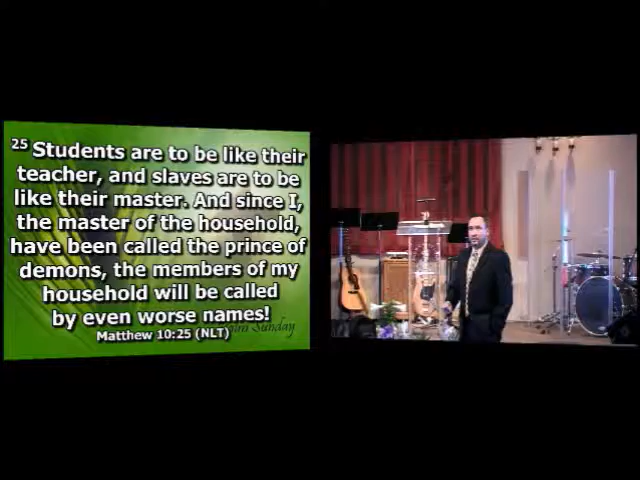 25 Students are to be like their
teacher, and slaves are to be
like their master. And since I,
the master of the household,
have been called the prince of
demons, the members of my
household will be called
by even worse names!
Matthew 10:25 (NLT)
Sunday